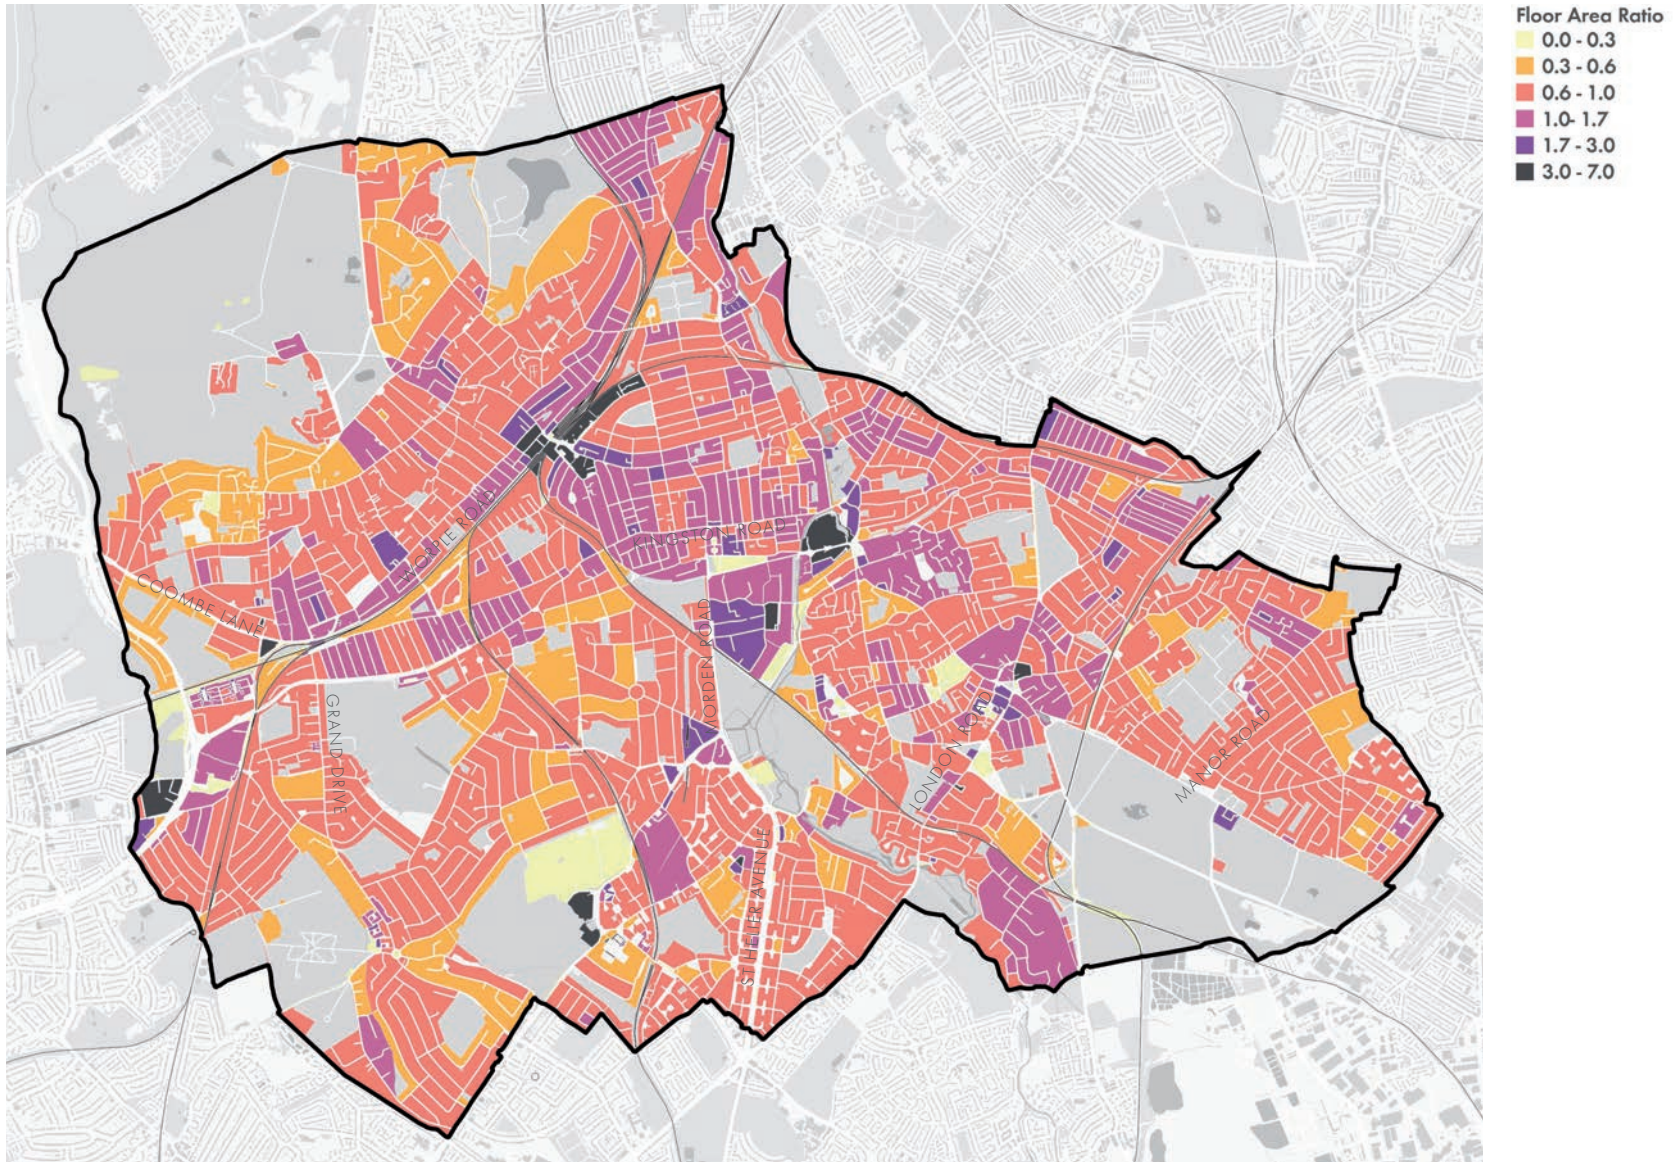 Floor Area Ratio
0.0 - 0.3
0.3 - 0.6
0.6 - 1.0
1.0- 1.7
1.7 - 3.0
3.0 - 7.0
KINGSTON ROAD
WORPLE ROAD
COOMBE LANE
MORDEN ROAD
GRAND DRIVE
LONDON ROAD
MANOR ROAD
ST HELIER AVENUE